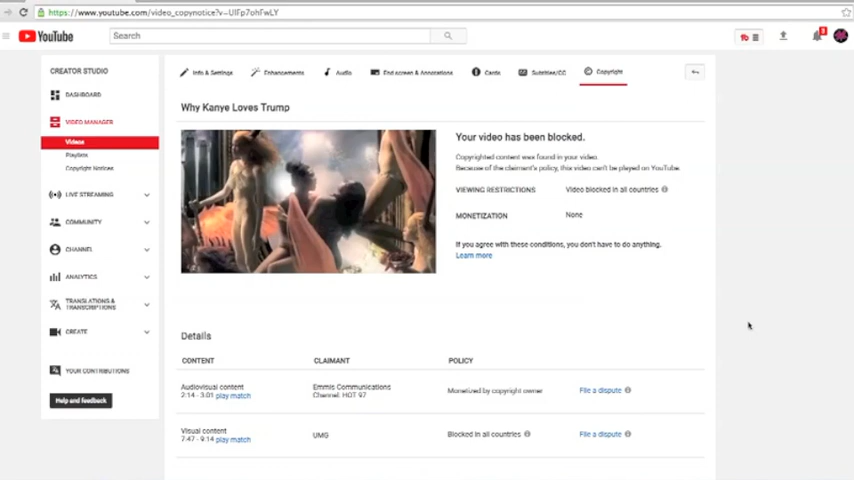 https://www.youtube.com/video_copynotice?v=UIFp7ohFwLY
YouTube
Search
CREATOR STUDIO
DASHBOARD
VIDEO MANAGER
Videos
Playlists
Copyright Notices
LIVE STREAMING
COMMUNITY
CHANNEL
ANALYTICS
TRANSLATIONS &
TRANSCRIPTIONS
CREATE
YOUR CONTRIBUTIONS
Help and feedback
Info & Settings
Enhancements
Audio
End screen & Annotations
Cards
Subtitles/CC
Copyright
Why Kanye Loves Trump
Your video has been blocked.
Copyrighted content was found in your video.
Because of the claimant's policy, this video can't be played on YouTube.
VIEWING RESTRICTIONS Video blocked in all countries
MONETIZATION None
If you agree with these conditions, you don't have to do anything.
Learn more
Details
CONTENT CLAIMANT POLICY
Audiovisual content Emmis Communications
2:14 - 3:01 play match Channel: HOT 97 Monetized by copyright owner File a dispute
Visual content
7:47 - 9:14 play match UMG Blocked in all countries File a dispute